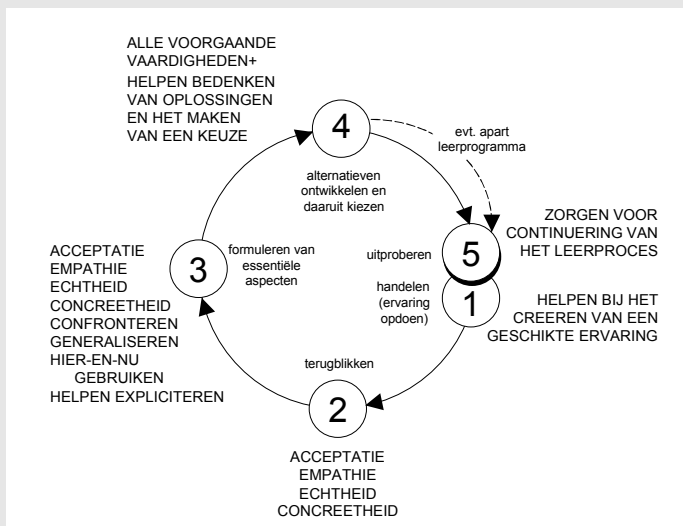 ALLE VOORGAANDE
VAARDIGHEDEN+
HELPEN BEDENKEN
VAN OPLOSSINGEN
EN HET MAKEN
VAN EEN KEUZE
4
evt. apart
leerprogramma
alternatieven
ontwikkelen en
daaruit kiezen
ZORGEN VOOR
CONTINUERING VAN
HET LEERPROCES
uitproberen
5
handelen
(ervaring
opdoen)
1
HELPEN BIJ HET
CREEREN VAN EEN
GESCHIKTE ERVARING
ACCEPTATIE
EMPATHIE
ECHTHEID
CONCREETHEID
CONFRONTEREN
GENERALISEREN
HIER-EN-NU
GEBRUIKEN
HELPEN EXPLICITEREN
3
formuleren van
essentiële
aspecten
terugblikken
2
ACCEPTATIE
EMPATHIE
ECHTHEID
CONCREETHEID